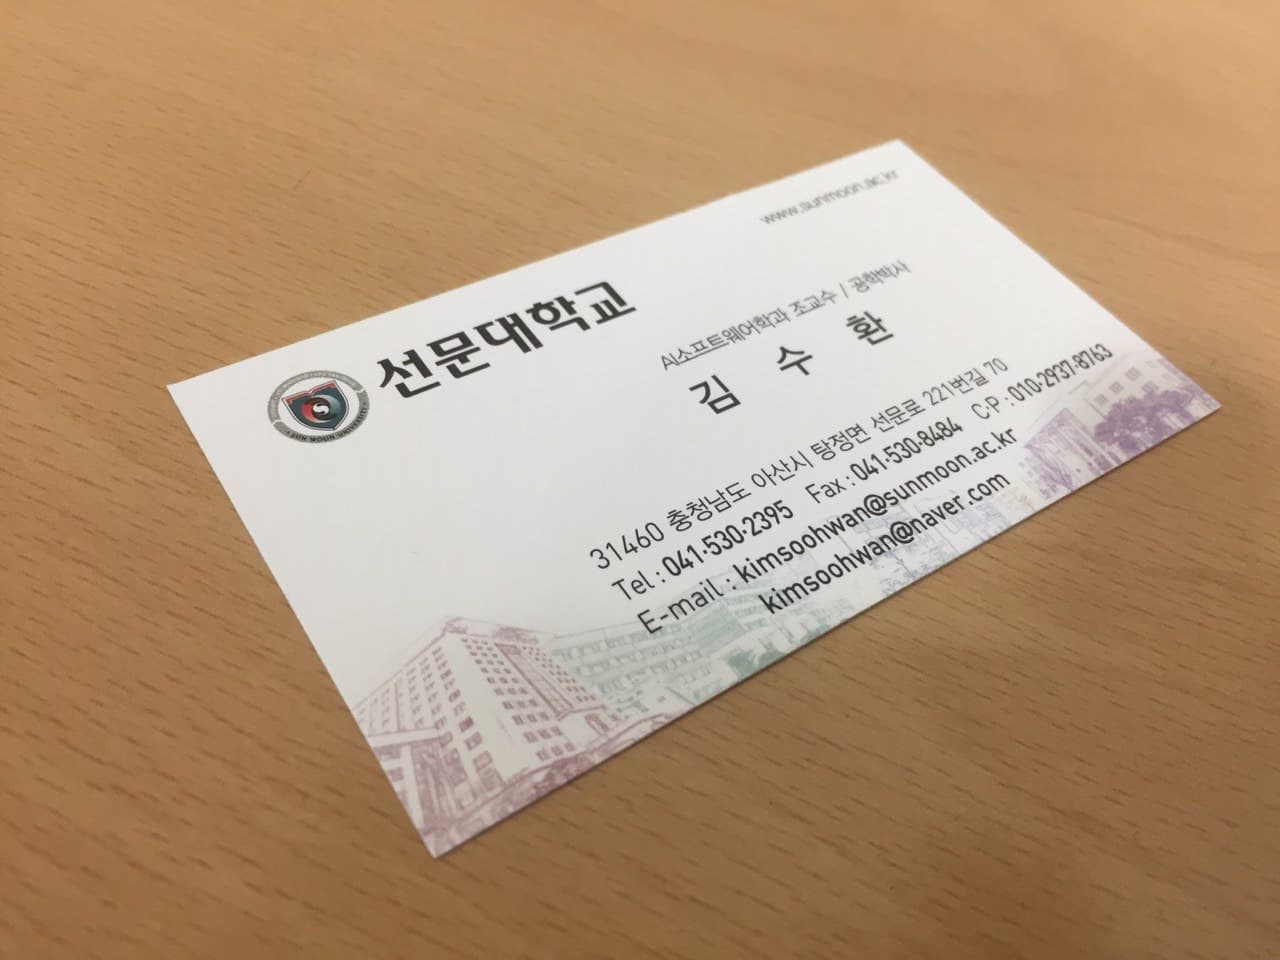 www.sunmoon.ac.kr
선문대학교
SUN MOON UNIVERSITY
AI소프트웨어학과 조교수 / 공학박사
김 수 환
31460 충청남도 아산시 탕정면 선문로 221번길 70
Tel : 041-530-2395 Fax : 041-530-8484 C·P : 010-2937-8763
E-mail : kimsoohwan@sunmoon.ac.kr
kimsoohwan@naver.com